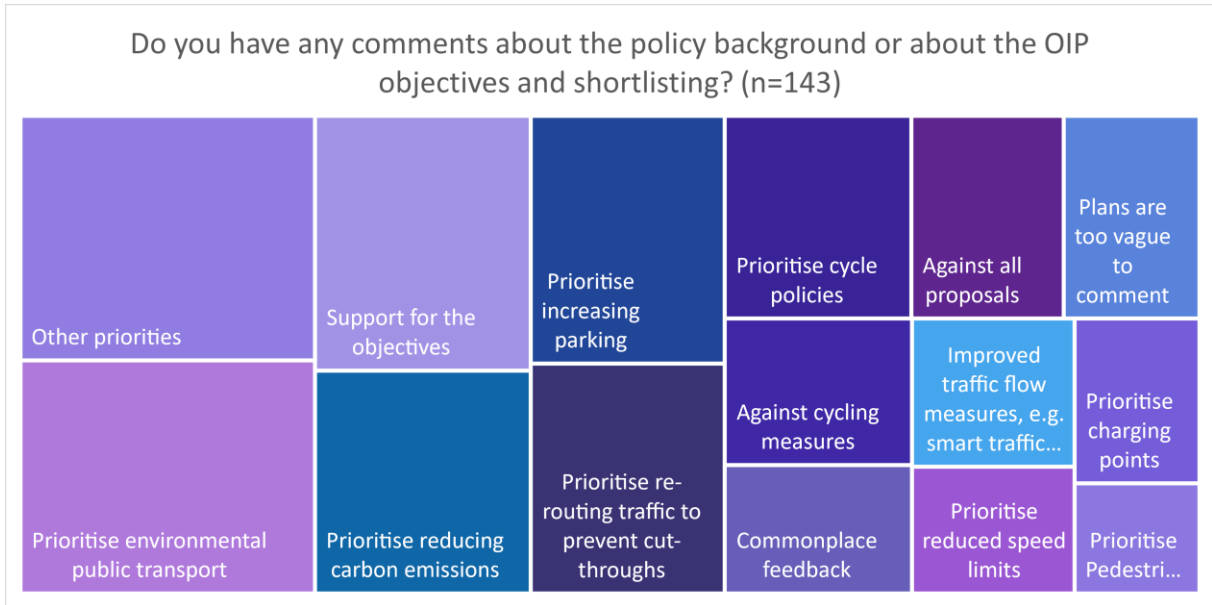 Do you have any comments about the policy background or about the OIP
objectives and shortlisting? (n=143)
Other priorities
Prioritise environmental
public transport
Support for the
objectives
Prioritise reducing
carbon emissions
Prioritise
increasing
parking
Prioritise re-
routing traffic to
prevent cut-
throughs
Prioritise cycle
policies
Against cycling
measures
Commonplace
feedback
Against all
proposals
Plans are
too vague
to
comment
Improved
traffic flow
measures, e.g.
smart traffic...
Prioritise
charging
points
Prioritise
reduced speed
limits
Prioritise
Pedestri...